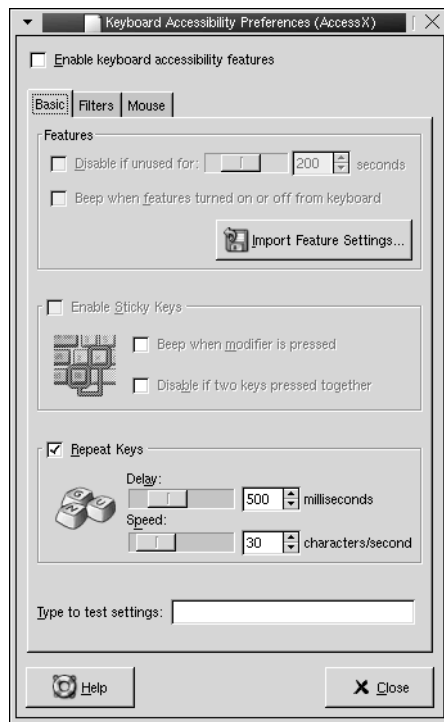 Keyboard Accessibility Preferences (AccessX)
Enable keyboard accessibility features
Basic Filters Mouse
Features
Disable if unused for: 200 seconds
Beep when features turned on or off from keyboard
Import Feature Settings...
Enable Sticky Keys
Beep when modifier is pressed
Disable if two keys pressed together
Repeat Keys
Delay:
500 milliseconds
Speed:
30 characters/second
G N U
Type to test settings:
Help Close